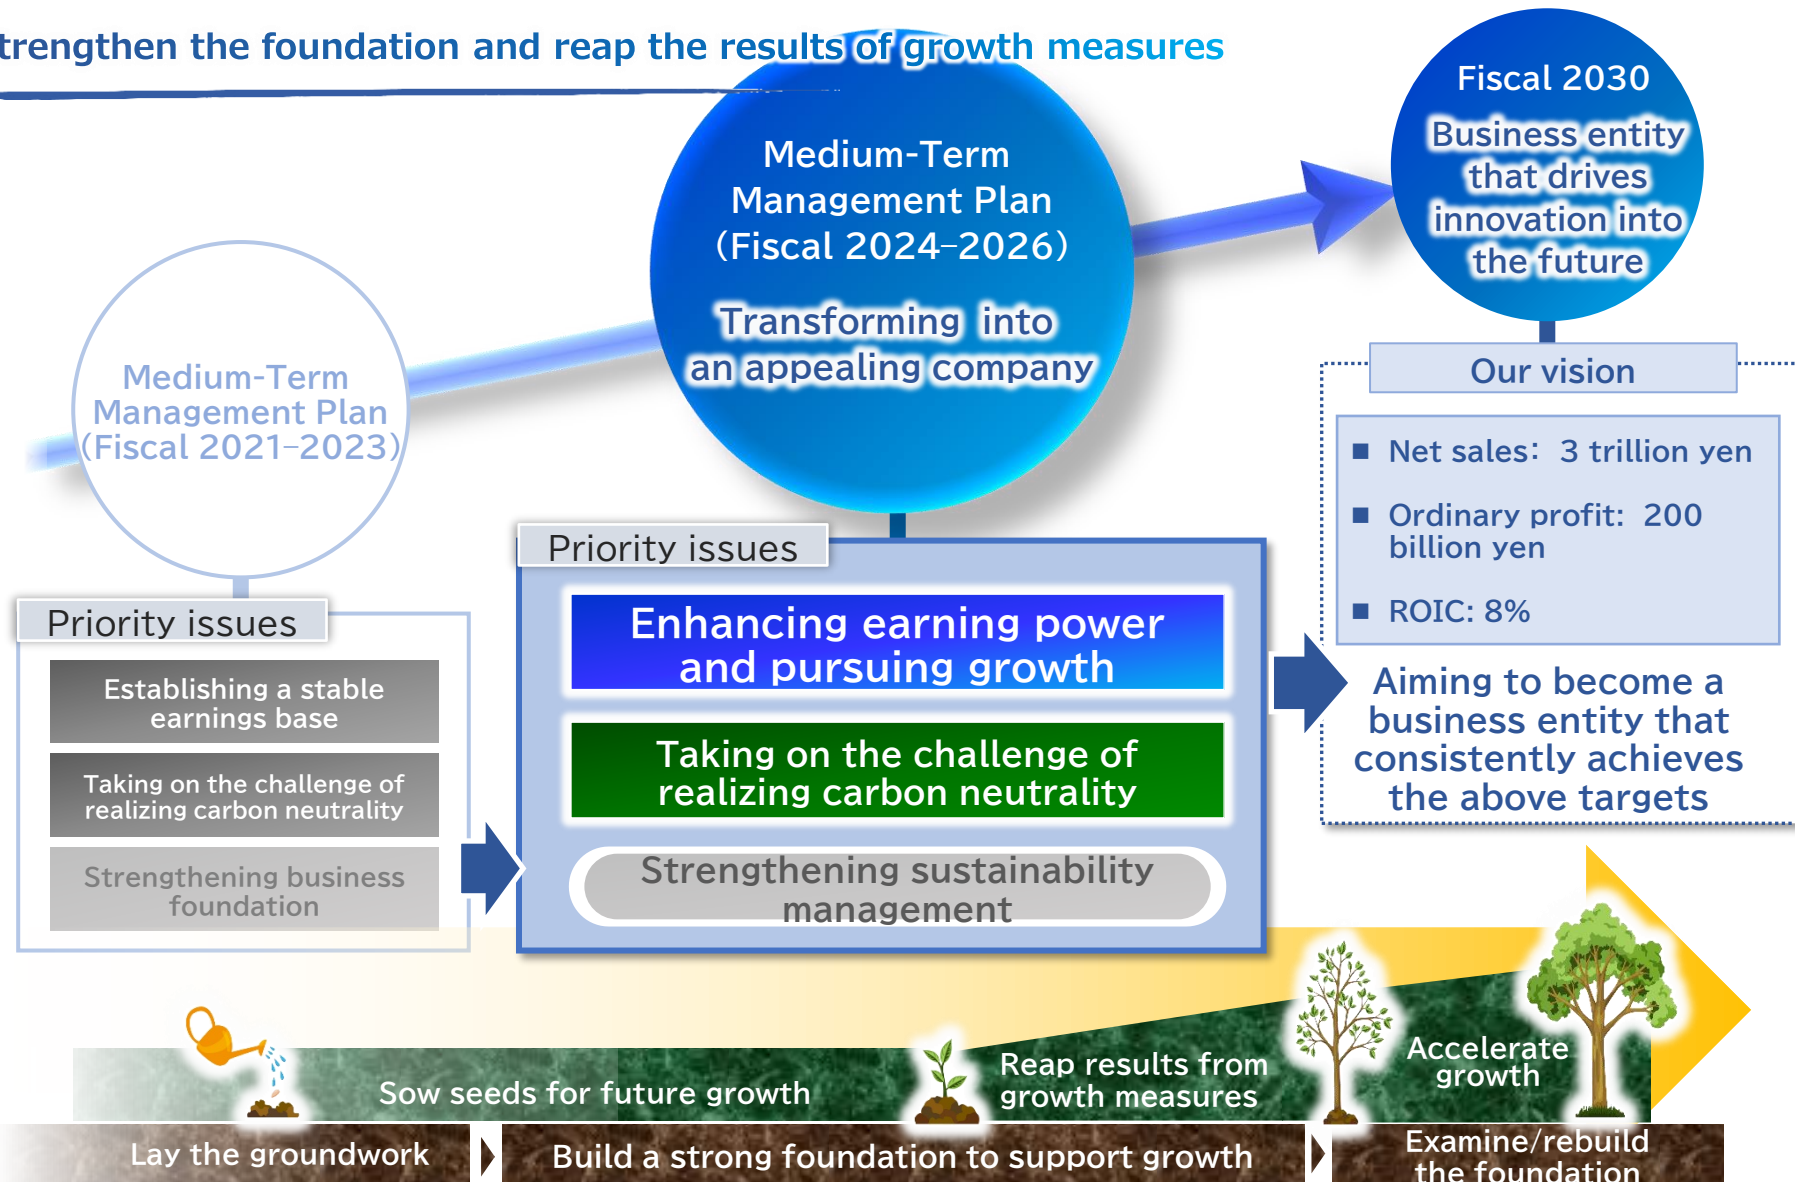 trengthen the foundation and reap the results of growth measures
Medium-Term
Management Plan
(Fiscal 2021–2023)
Priority issues
Establishing a stable
earnings base
Taking on the challenge of
realizing carbon neutrality
Strengthening business
foundation
Medium-Term
Management Plan
(Fiscal 2024–2026)
Transforming into
an appealing company
Priority issues
Enhancing earning power
and pursuing growth
Taking on the challenge of
realizing carbon neutrality
Strengthening sustainability
management
Fiscal 2030
Business entity
that drives
innovation into
the future
Our vision
■ Net sales: 3 trillion yen
■ Ordinary profit: 200
billion yen
■ ROIC: 8%
Aiming to become a
business entity that
consistently achieves
the above targets
Sow seeds for future growth
Reap results from
growth measures
Accelerate
growth
Lay the groundwork
Build a strong foundation to support growth
Examine/rebuild
the foundation